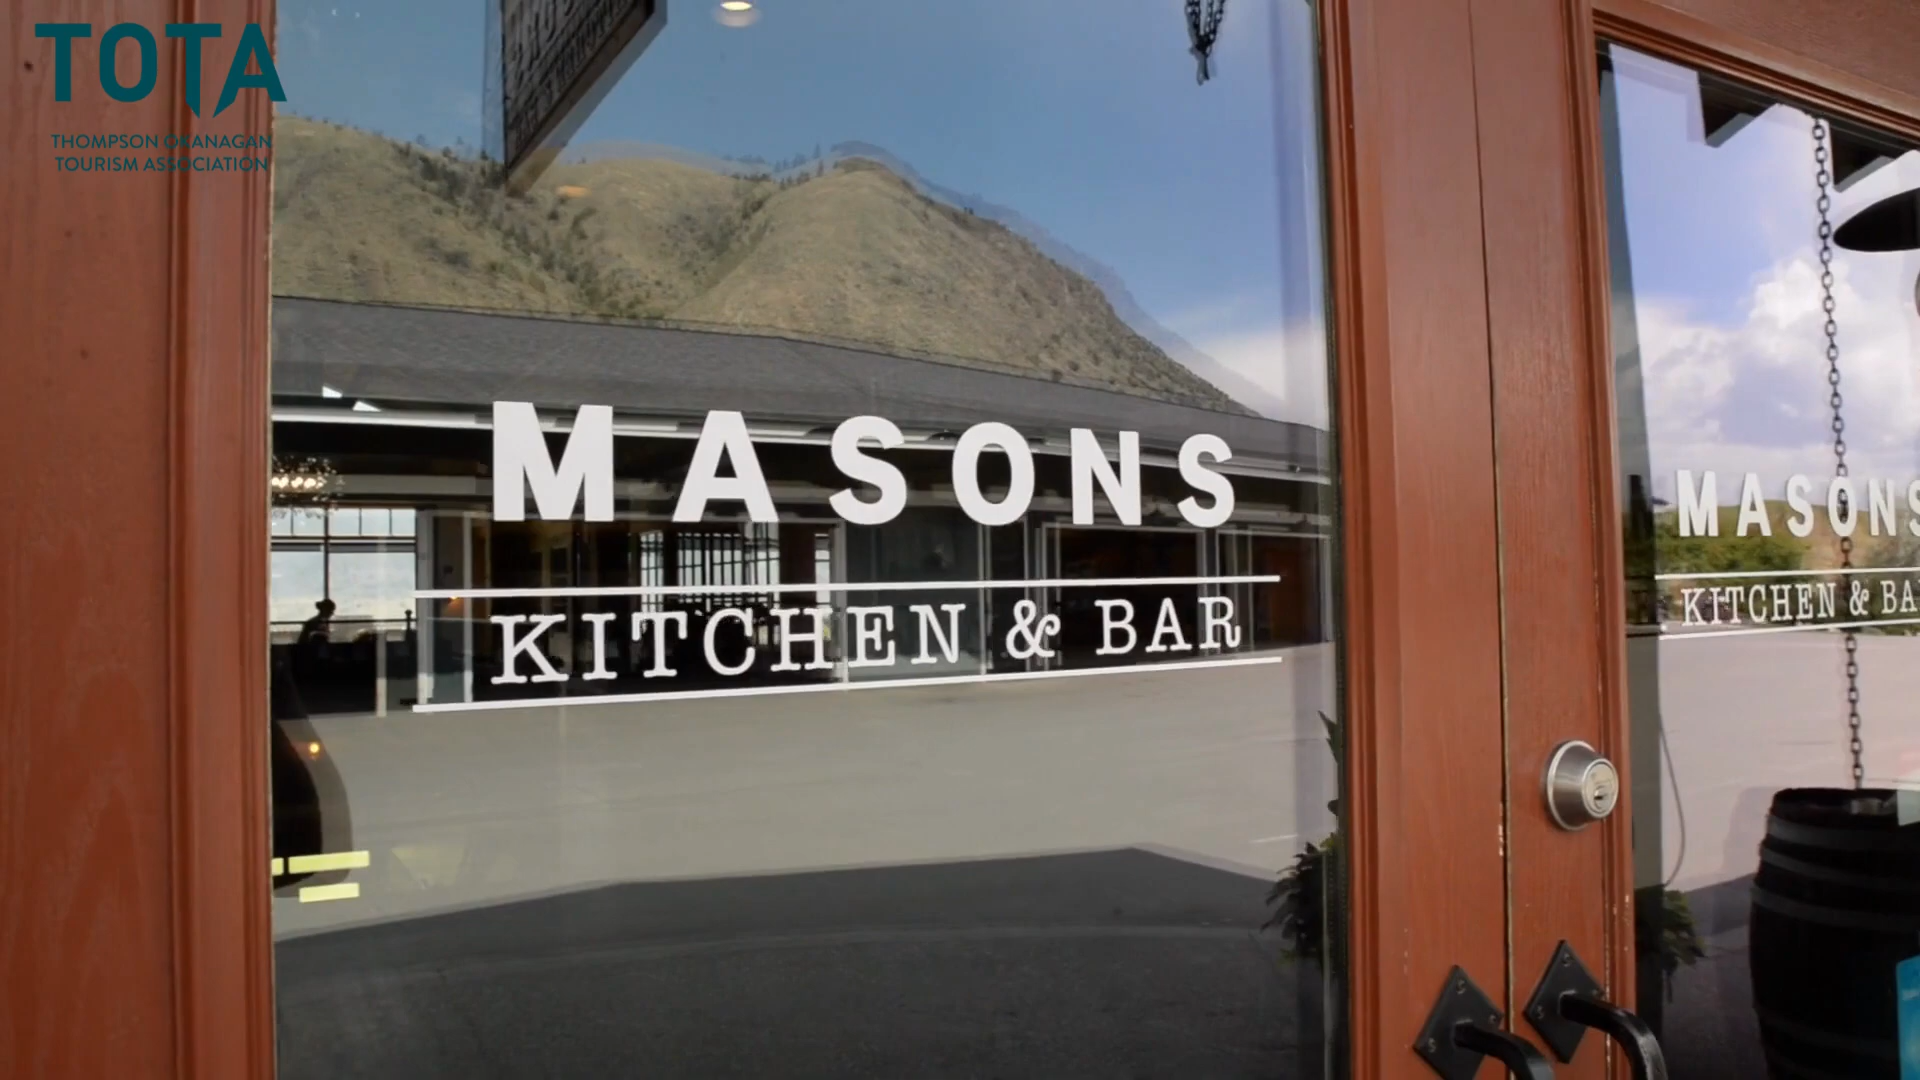 TOTA
THOMPSON OKANAGAN
TOURISM ASSOCIATION
MASONS
KITCHEN & BAR
MASONS
KITCHEN & BA